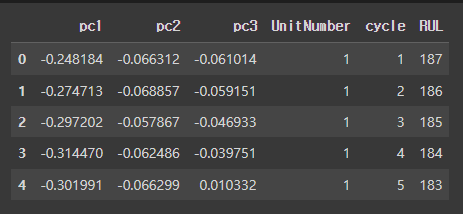 pc1 pc2 pc3 UnitNumber cycle RUL
0 -0.248184 -0.066312 -0.061014 1 1 187
1 -0.274713 -0.068857 -0.059151 1 2 186
2 -0.297202 -0.057867 -0.046933 1 3 185
3 -0.314470 -0.062486 -0.039751 1 4 184
4 -0.301991 -0.066299 0.010332 1 5 183